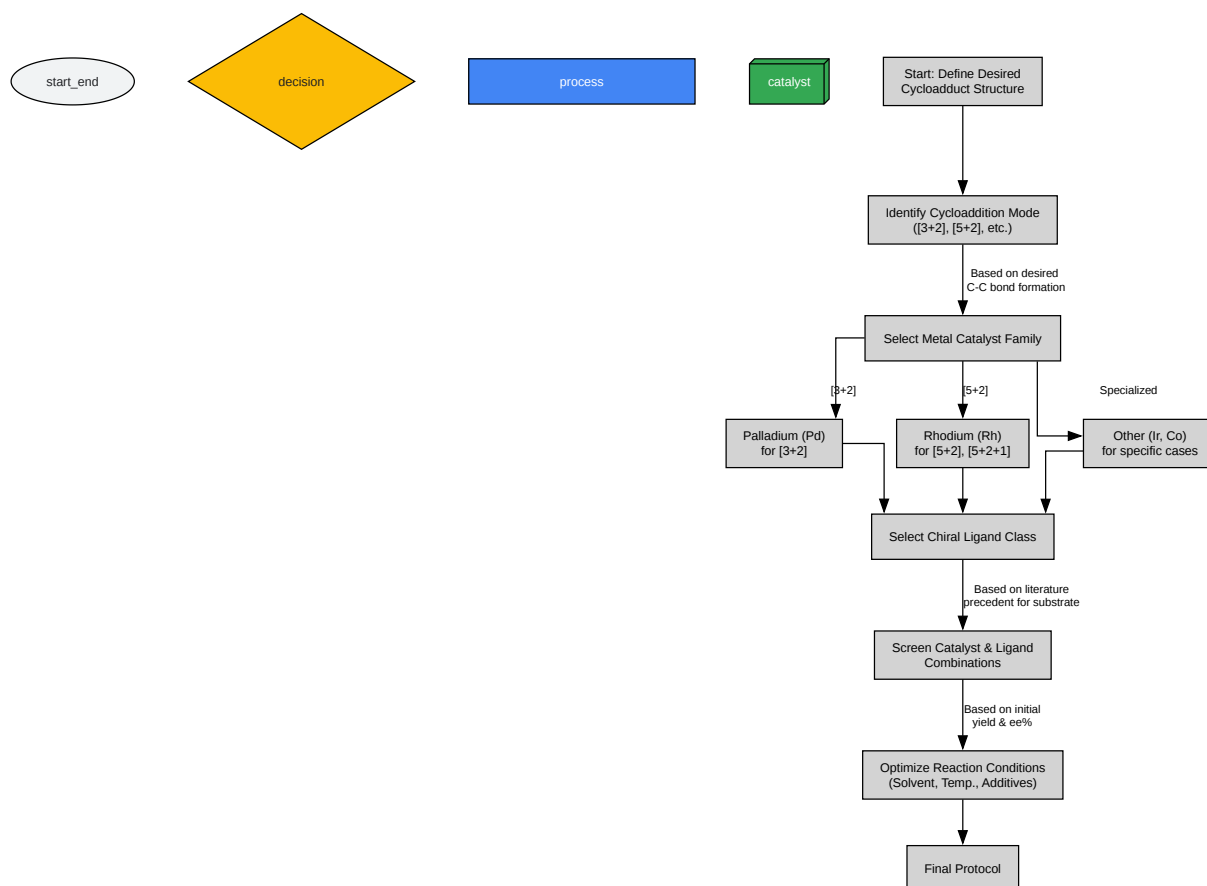 start_end
decision
process
catalyst
Start: Define Desired
Cycloadduct Structure
Identify Cycloaddition Mode
([3+2], [5+2], etc.)
Based on desired
C-C bond formation
Select Metal Catalyst Family
[3+2]
[5+2]
Specialized
Palladium (Pd)
for [3+2]
Rhodium (Rh)
for [5+2], [5+2+1]
Other (Ir, Co)
for specific cases
Select Chiral Ligand Class
Based on literature
precedent for substrate
Screen Catalyst & Ligand
Combinations
Based on initial
yield & ee%
Optimize Reaction Conditions
(Solvent, Temp., Additives)
Final Protocol